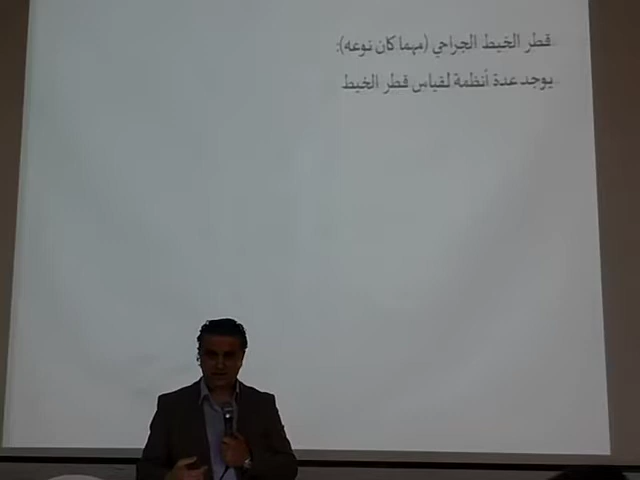 قطر الخيط الجراحي (مهما كان نوعه):
يوجد عدة أنظمة لقياس قطر الخيط